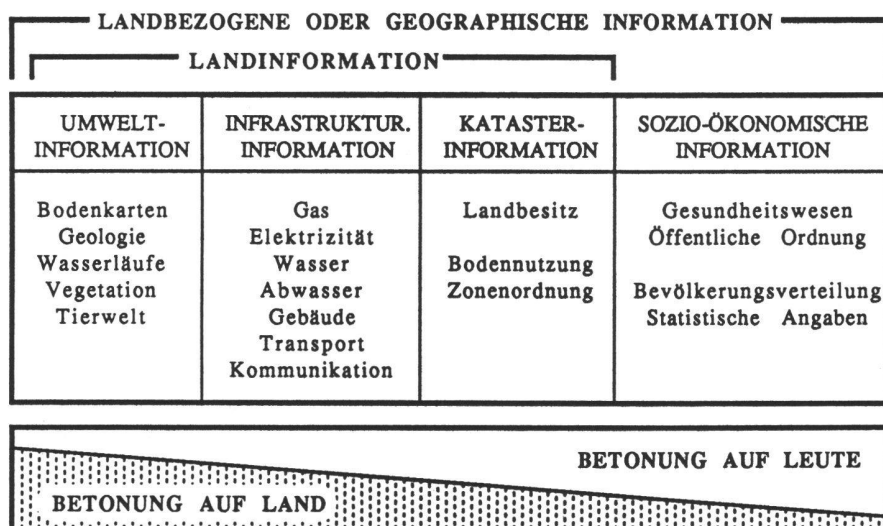 LANDBEZOGENE ODER GEOGRAPHISCHE INFORMATION
LANDINFORMATION
UMWELT-
INFORMATION
INFRASTRUKTUR.
INFORMATION
KATASTER-
INFORMATION
SOZIO-ÖKONOMISCHE
INFORMATION
Bodenkarten
Geologie
Wasserläufe
Vegetation
Tierwelt
Gas
Elektrizität
Wasser
Abwasser
Gebäude
Transport
Kommunikation
Landbesitz
Bodennutzung
Zonenordnung
Gesundheitswesen
Öffentliche Ordnung
Bevölkerungsverteilung
Statistische Angaben
BETONUNG AUF LEUTE
BETONUNG AUF LAND